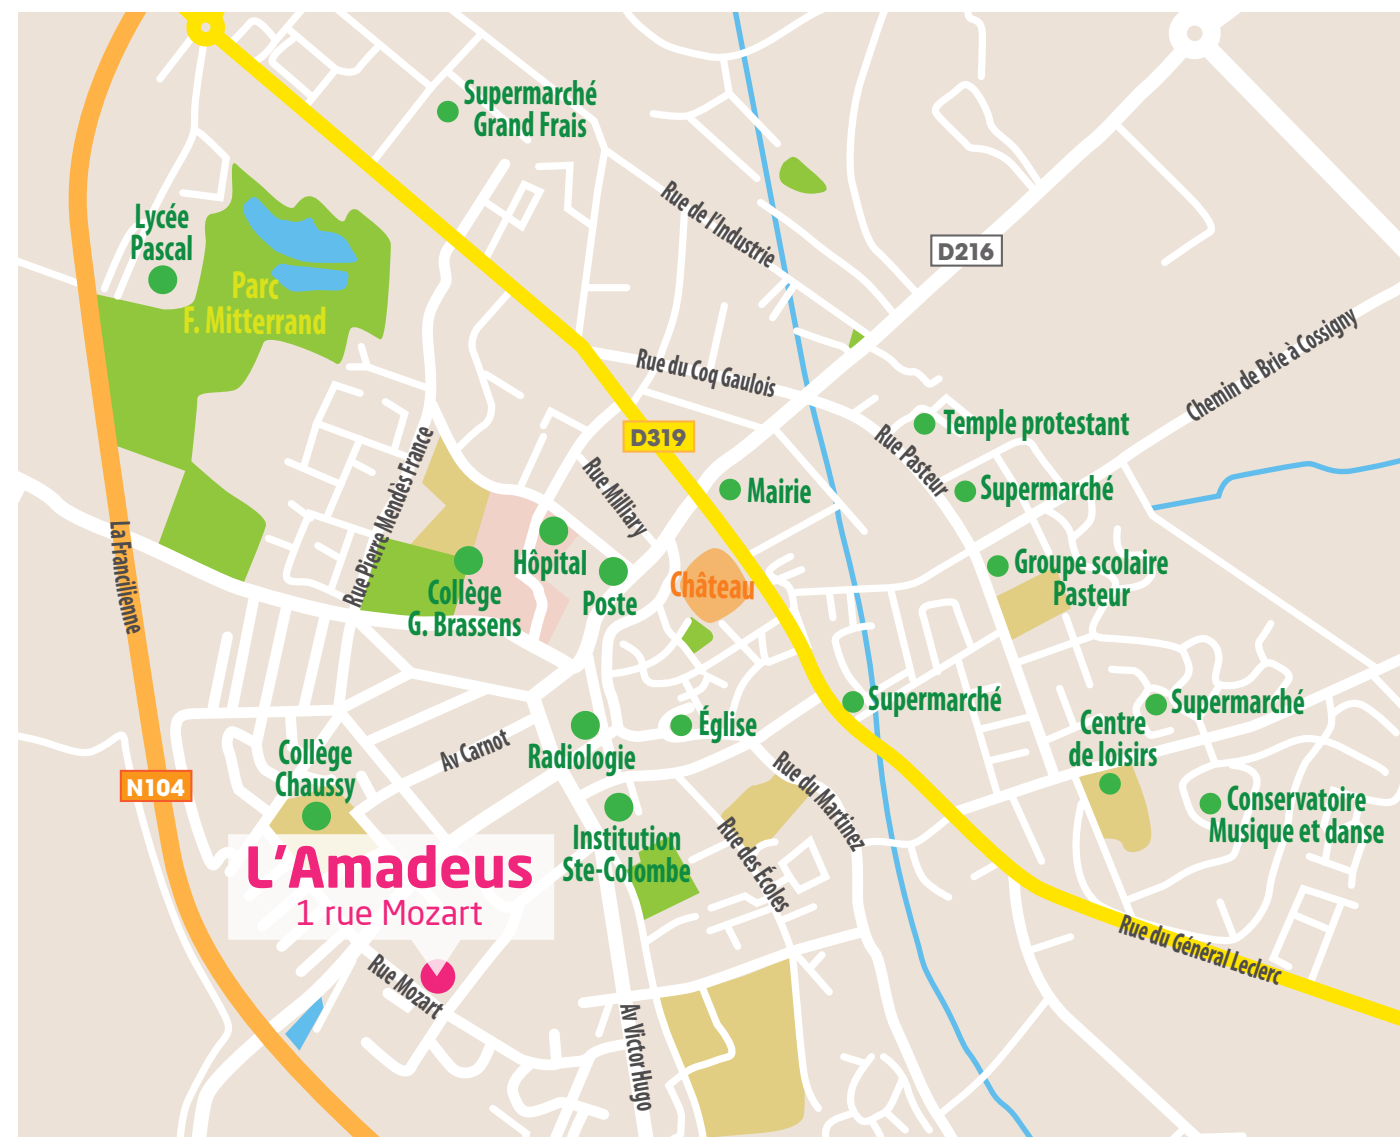 Supermarché
Grand Frais
Lycée
Pascal
Parc
F. Mitterrand
Rue de l'Industrie
D216
Chemin de Brie à Cossigny
Rue du Coq Gaulois
D319
Temple protestant
Rue Pasteur
Supermarché
Mairie
Rue Milliary
Rue Pierre Mendès France
La Francilienne
Hôpital
Poste
Château
Collège
G. Brassens
Groupe scolaire
Pasteur
Supermarché
Supermarché
Centre
de loisirs
Église
Radiologie
Av Carnot
Collège
Chaussy
N104
Rue du Martinez
Conservatoire
Musique et danse
Institution
Ste-Colombe
Rue des Écoles
L'Amadeus
1 rue Mozart
Rue Mozart
Rue du Général Leclerc
Av Victor Hugo